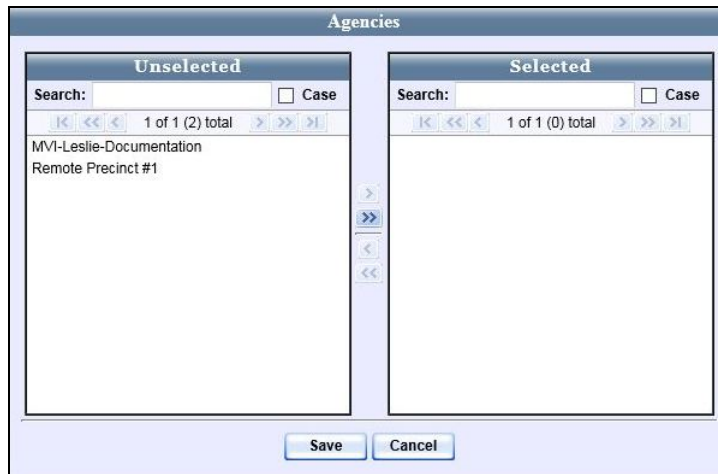 Agencies
Unselected
Search: Case
|< << < 1 of 1 (2) total > >> >|
MVI-Leslie-Documentation
Remote Precinct #1
>
>>
<
<<
Selected
Search: Case
|< << < 1 of 1 (0) total > >> >|
Save Cancel